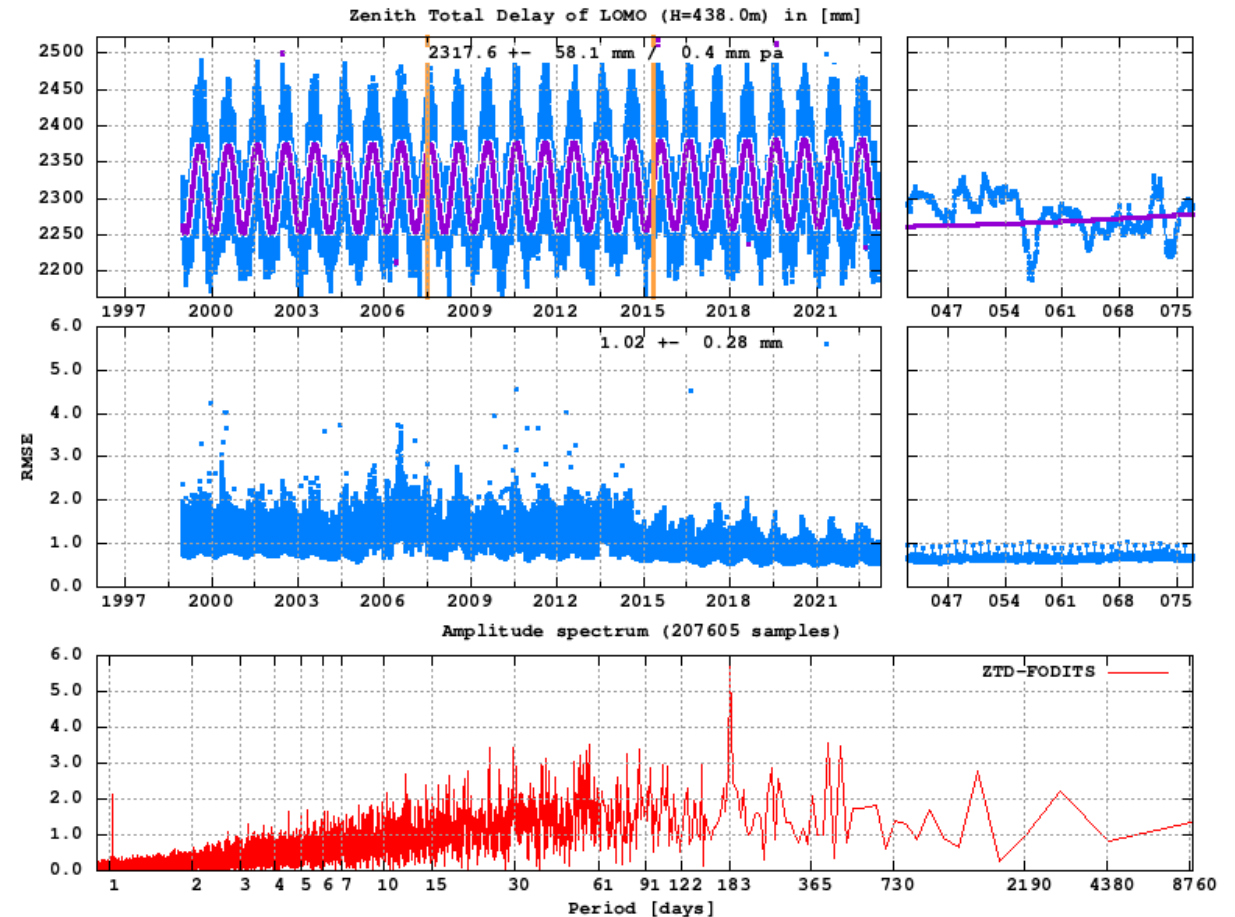 Zenith Total Delay of LOMO (H=438.0m) in [mm]
2317.6 +- 58.1 mm / 0.4 mm pa
2500
2450
2400
2350
2300
2250
2200
1997 2000 2003 2006 2009 2012 2015 2018 2021
047 054 061 068 075
1.02 +- 0.28 mm
6.0
5.0
4.0
3.0
2.0
1.0
0.0
RMSE
1997 2000 2003 2006 2009 2012 2015 2018 2021
047 054 061 068 075
Amplitude spectrum (207605 samples)
ZTD-FODITS
6.0
5.0
4.0
3.0
2.0
1.0
0.0
1 2 3 4 5 6 7 10 15 30 61 91 122 183 365 730 2190 4380 8760
Period [days]